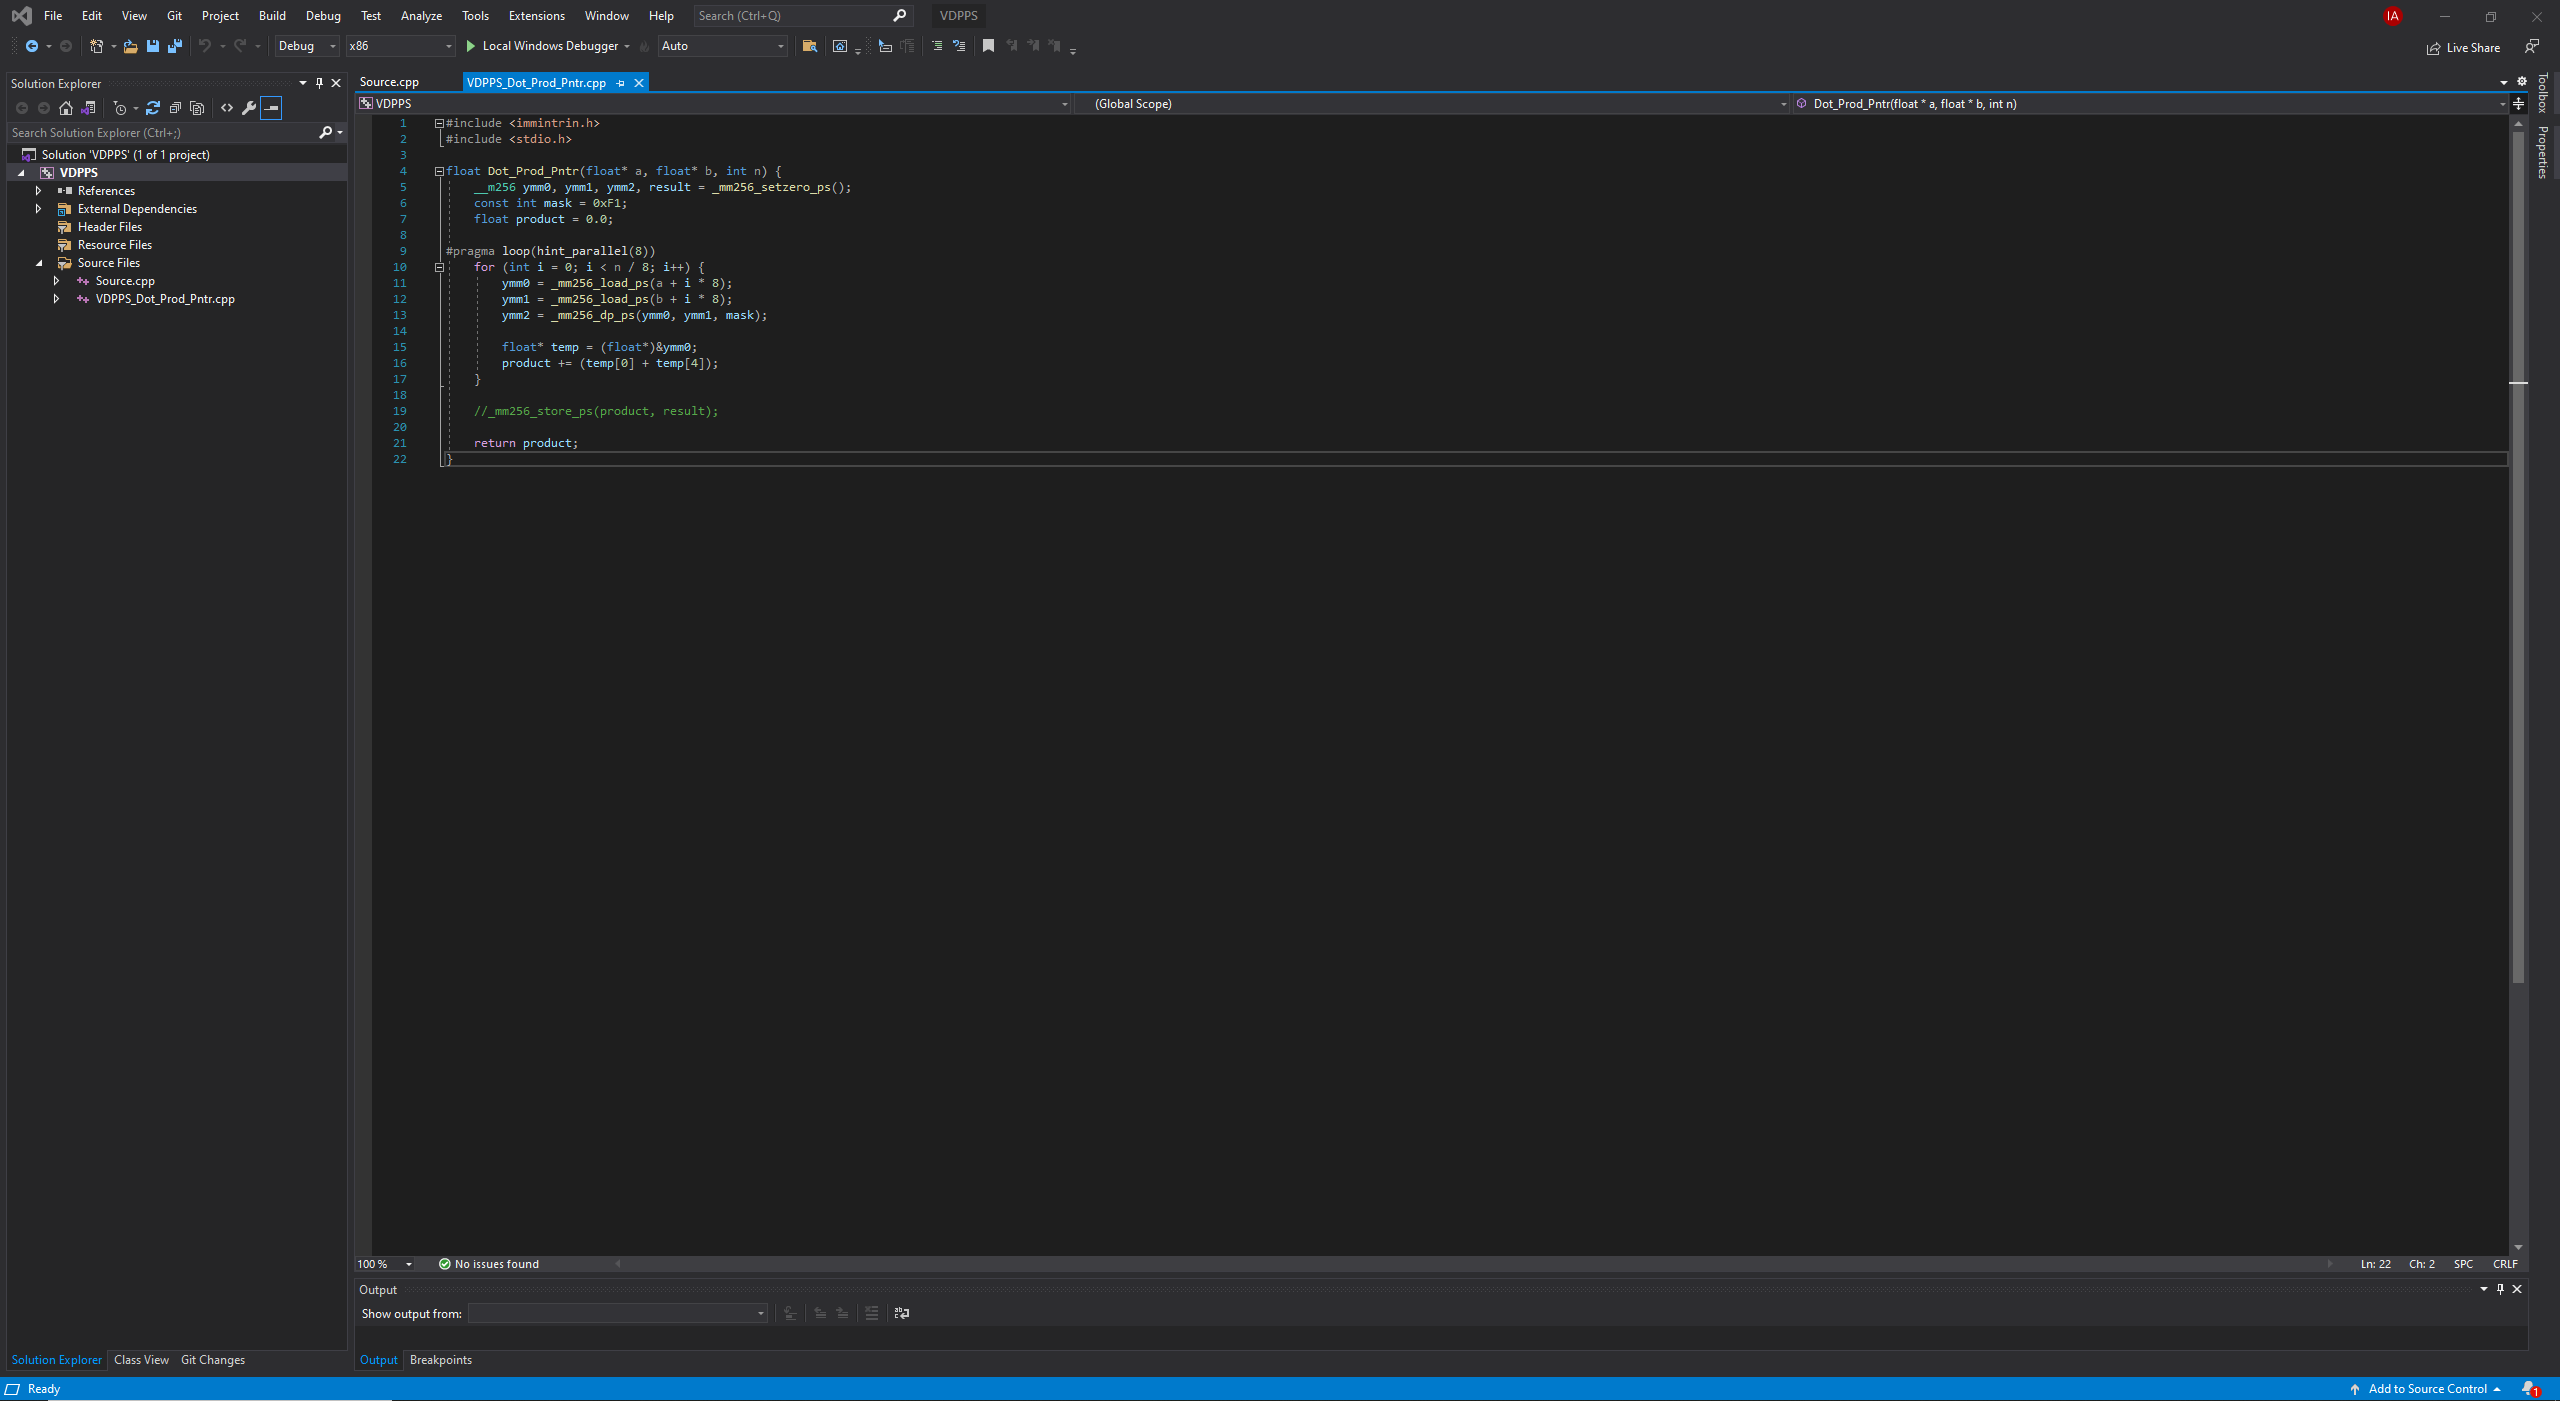 File Edit View Git Project Build Debug Test Analyze Tools Extensions Window Help Search (Ctrl+Q) VDPPS IA
Debug x86 Local Windows Debugger Auto Live Share
Solution Explorer
Search Solution Explorer (Ctrl+;)
Solution 'VDPPS' (1 of 1 project)
VDPPS
References
External Dependencies
Header Files
Resource Files
Source Files
Source.cpp
VDPPS_Dot_Prod_Pntr.cpp
Solution Explorer Class View Git Changes
Source.cpp VDPPS_Dot_Prod_Pntr.cpp
VDPPS (Global Scope) Dot_Prod_Pntr(float * a, float * b, int n)
1 #include <immintrin.h>
2 #include <stdio.h>
3
4 float Dot_Prod_Pntr(float* a, float* b, int n) {
5 __m256 ymm0, ymm1, ymm2, result = _mm256_setzero_ps();
6 const int mask = 0xF1;
7 float product = 0.0;
8
9 #pragma loop(hint_parallel(8))
10 for (int i = 0; i < n / 8; i++) {
11 ymm0 = _mm256_load_ps(a + i * 8);
12 ymm1 = _mm256_load_ps(b + i * 8);
13 ymm2 = _mm256_dp_ps(ymm0, ymm1, mask);
14
15 float* temp = (float*)&ymm0;
16 product += (temp[0] + temp[4]);
17 }
18
19 //_mm256_store_ps(product, result);
20
21 return product;
22 }
100 % No issues found Ln: 22 Ch: 2 SPC CRLF
Output
Show output from:
Output Breakpoints
Toolbox
Properties
Ready Add to Source Control 1